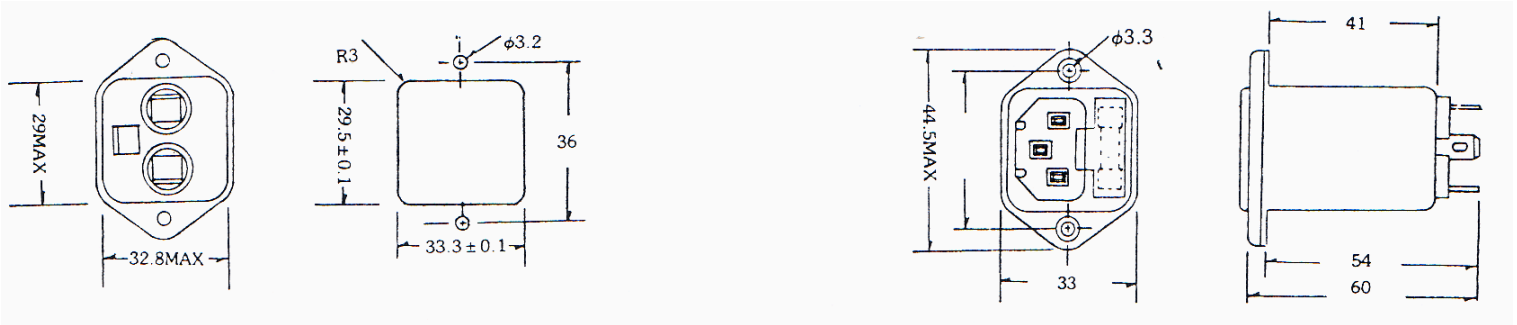 29MAX
32.8MAX
R3
ϕ3.2
29.5±0.1
36
33.3±0.1
ϕ3.3
44.5MAX
33
41
54
60